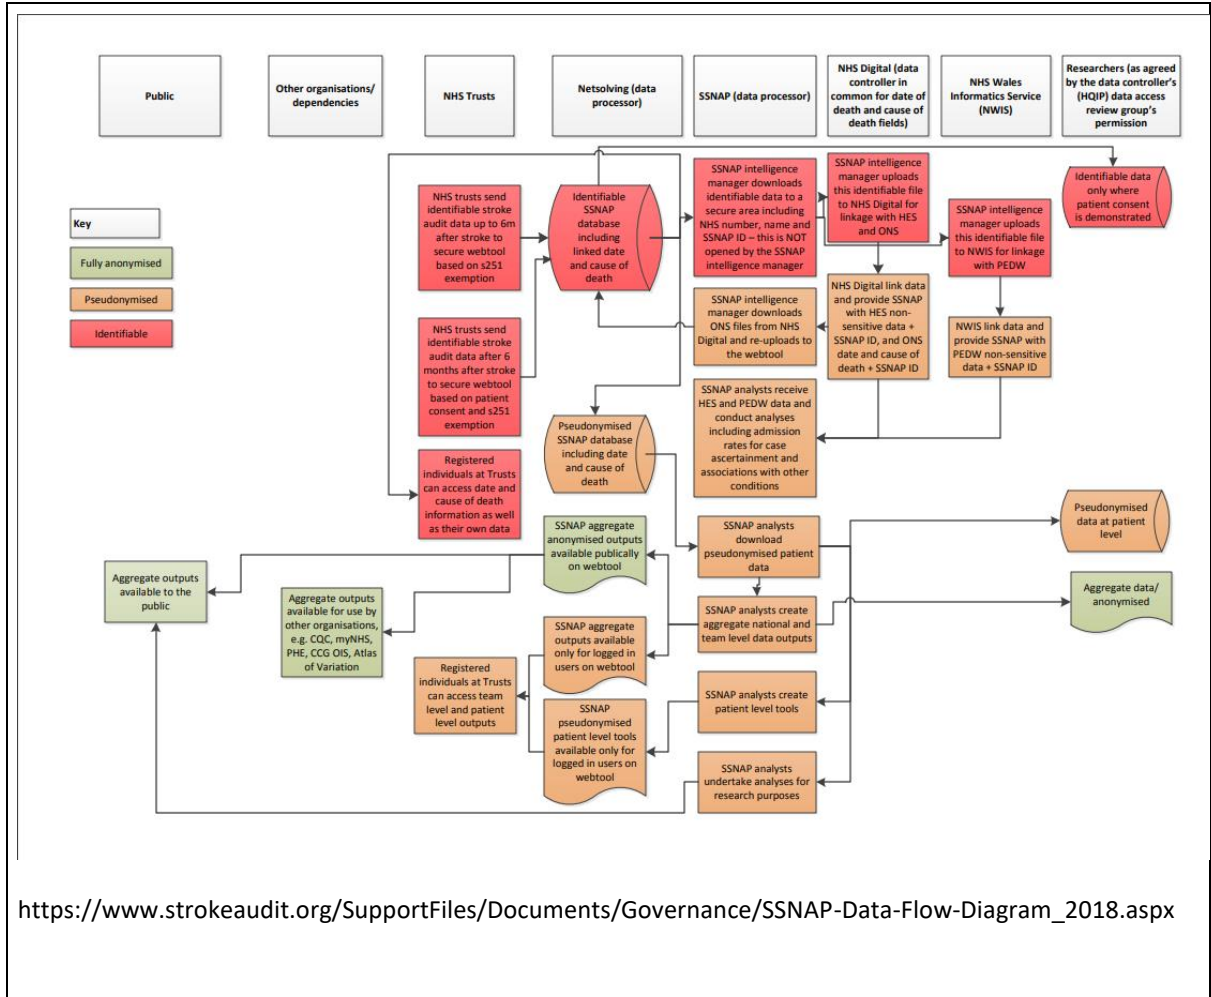 Public
Other organisations/
dependencies
NHS Trusts
Netsolving (data
processor)
SSNAP (data processor)
NHS Digital (data
controller in
common for date of
death and cause of
death fields)
NHS Wales
Informatics Service
(NWIS)
Researchers (as agreed
by the data controller's
(HQIP) data access
review group's
permission
Key
Fully anonymised
Pseudonymised
Identifiable
NHS trusts send
identifiable stroke
audit data up to 6m
after stroke to
secure webtool
based on s251
exemption
Identifiable
SSNAP
database
including
linked date
and cause of
death
SSNAP intelligence
manager downloads
identifiable data to a
secure area including
NHS number, name and
SSNAP ID – this is NOT
opened by the SSNAP
intelligence manager
SSNAP intelligence
manager uploads
this identifiable file
to NHS Digital for
linkage with HES
and ONS
SSNAP intelligence
manager uploads
this identifiable file
to NWIS for linkage
with PEDW
Identifiable data
only where
patient consent
is demonstrated
NHS trusts send
identifiable stroke
audit data after 6
months after stroke
to secure webtool
based on patient
consent and s251
exemption
SSNAP intelligence
manager downloads
ONS files from NHS
Digital and re-uploads to
the webtool
NHS Digital link data
and provide SSNAP
with HES non-
sensitive data +
SSNAP ID, and ONS
date and cause of
death + SSNAP ID
NWIS link data and
provide SSNAP with
PEDW non-sensitive
data + SSNAP ID
Pseudonymised
SSNAP database
including date
and cause of
death
SSNAP analysts receive
HES and PEDW data and
conduct analyses
including admission
rates for case
ascertainment and
associations with other
conditions
Registered
individuals at Trusts
can access date and
cause of death
information as well
as their own data
SSNAP aggregate
anonymised outputs
available publically
on webtool
SSNAP analysts
download
pseudonymised patient
data
Pseudonymised
data at patient
level
Aggregate outputs
available to the
public
Aggregate outputs
available for use by
other organisations,
e.g. CQC, myNHS,
PHE, CCG OIS, Atlas
of Variation
SSNAP aggregate
outputs available
only for logged in
users on webtool
SSNAP analysts create
aggregate national and
team level data outputs
Aggregate data/
anonymised
Registered
individuals at Trusts
can access team
level and patient
level outputs
SSNAP
pseudonymised
patient level tools
available only for
logged in users on
webtool
SSNAP analysts create
patient level tools
SSNAP analysts
undertake analyses for
research purposes
https://www.strokeaudit.org/SupportFiles/Documents/Governance/SSNAP-Data-Flow-Diagram_2018.aspx